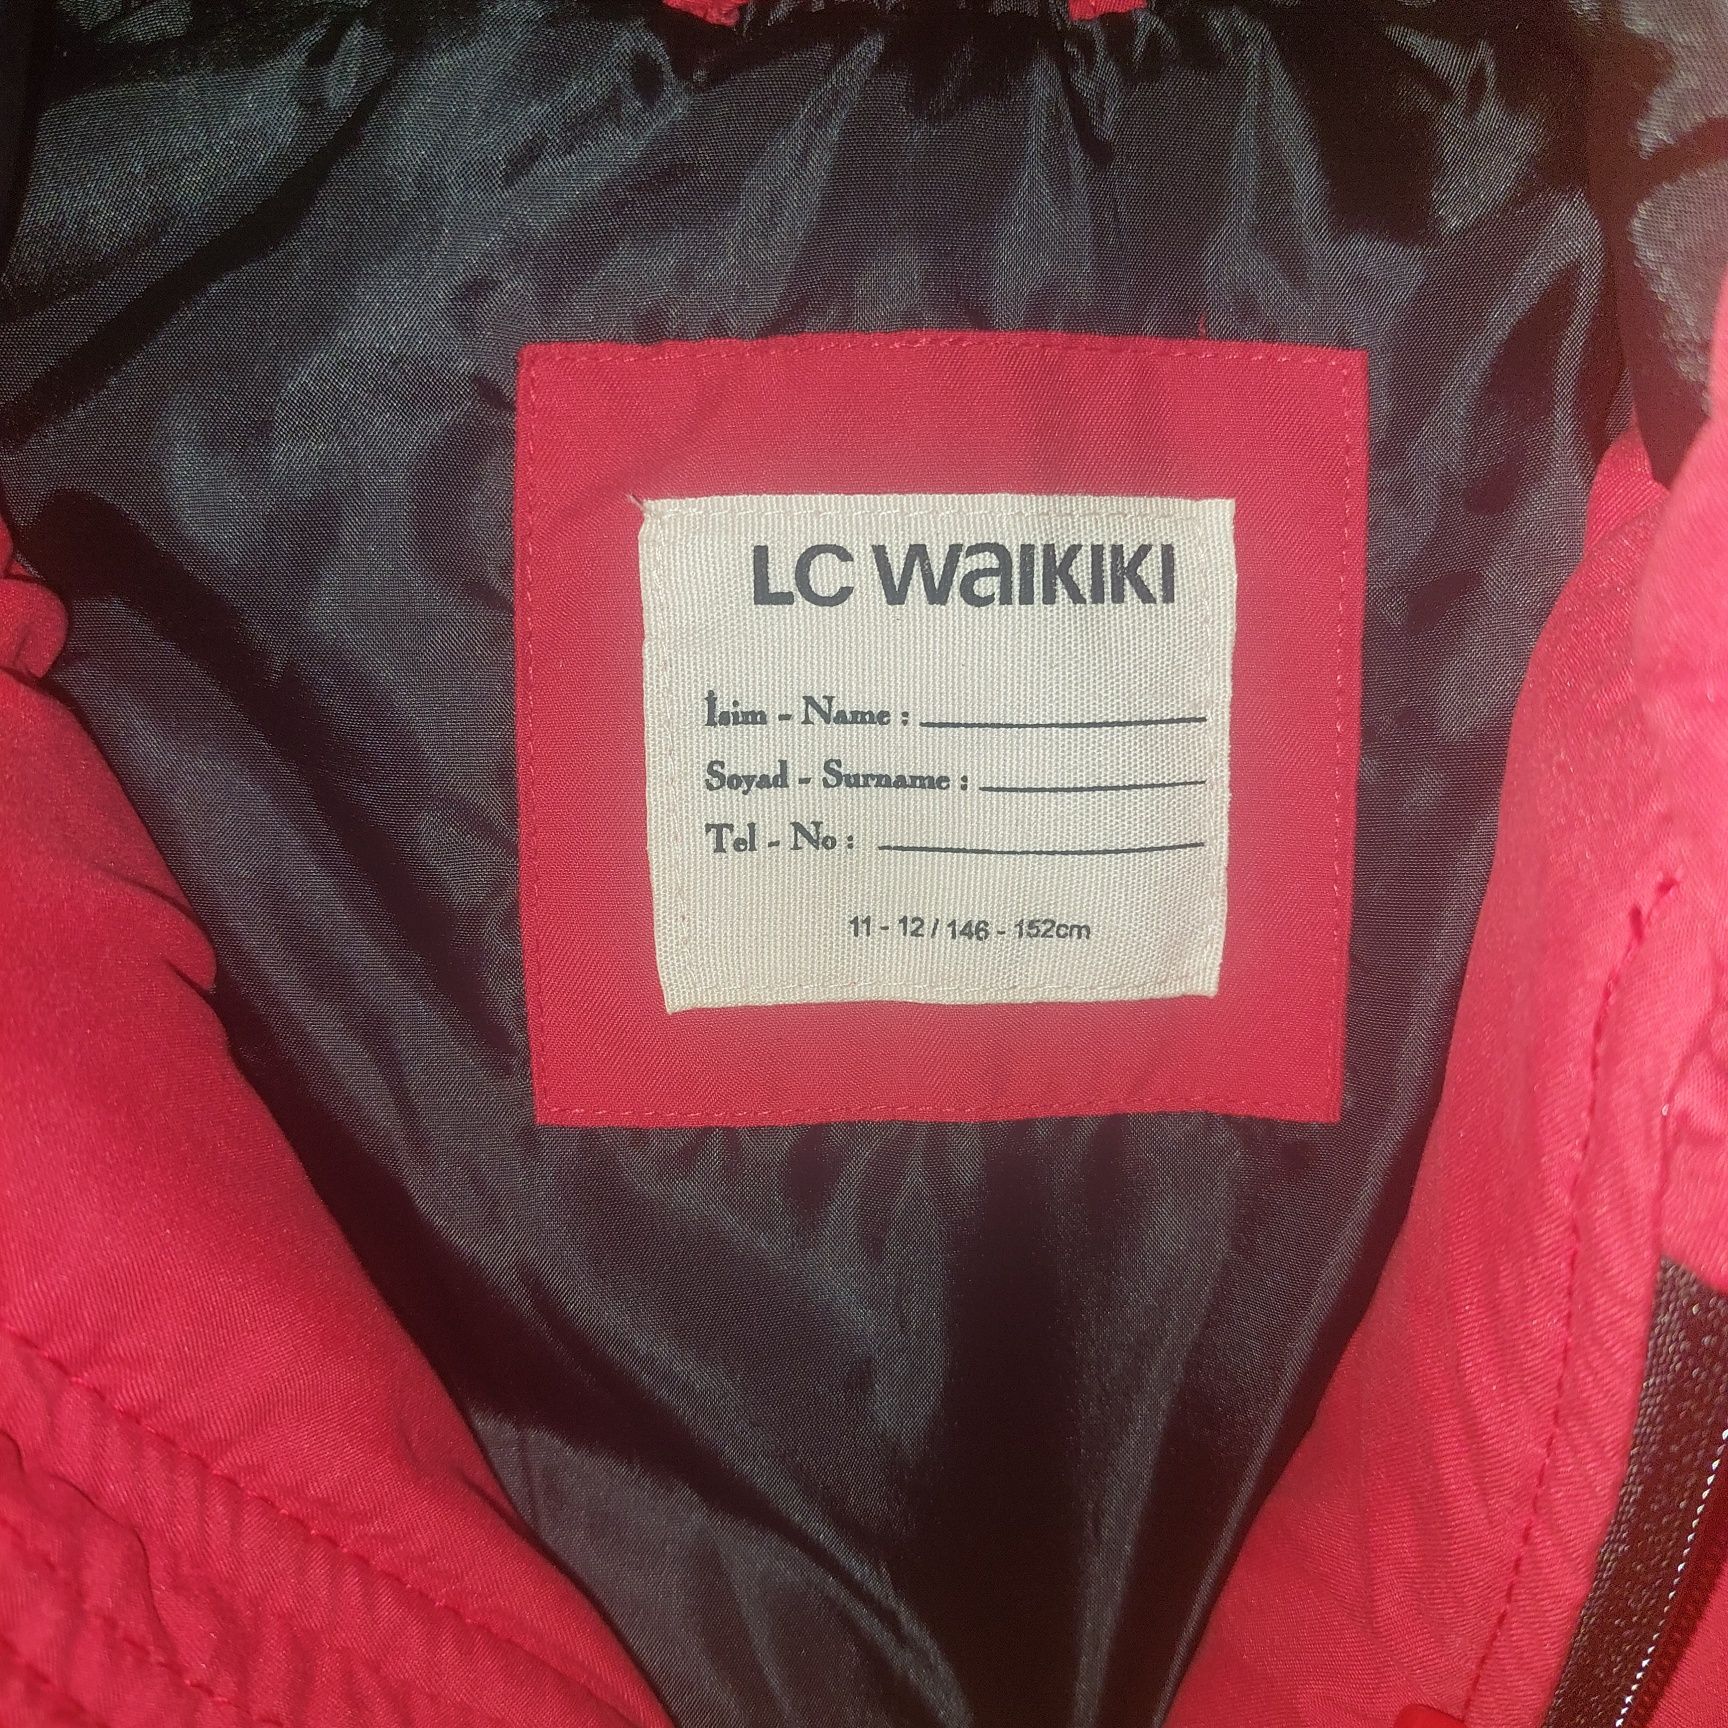 LC WAIKIKI
İsim - Name :
Soyad - Surname :
Tel - No :
11 - 12 / 146 - 152cm